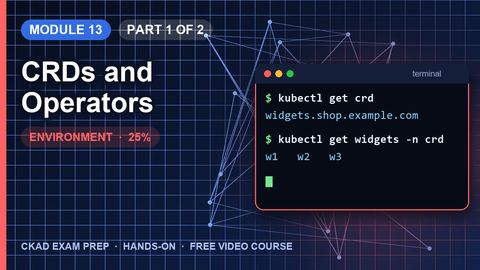 MODULE 13
PART 1 OF 2
CRDs and
Operators
ENVIRONMENT · 25%
terminal
$ kubectl get crd
widgets.shop.example.com
$ kubectl get widgets -n crd
w1 w2 w3
CKAD EXAM PREP · HANDS-ON · FREE VIDEO COURSE